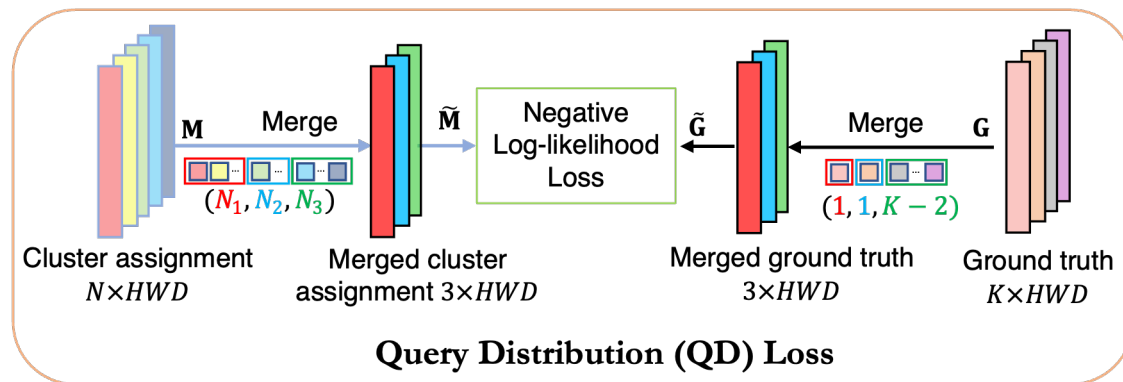 M
Merge
...
...
...
(N₁, N₂, N₃)
Cluster assignment
N×HWD
M̃
Merged cluster
assignment 3×HWD
Negative
Log-likelihood
Loss
G̃
Merged ground truth
3×HWD
Merge
G
...
(1, 1, K − 2)
Ground truth
K×HWD
Query Distribution (QD) Loss